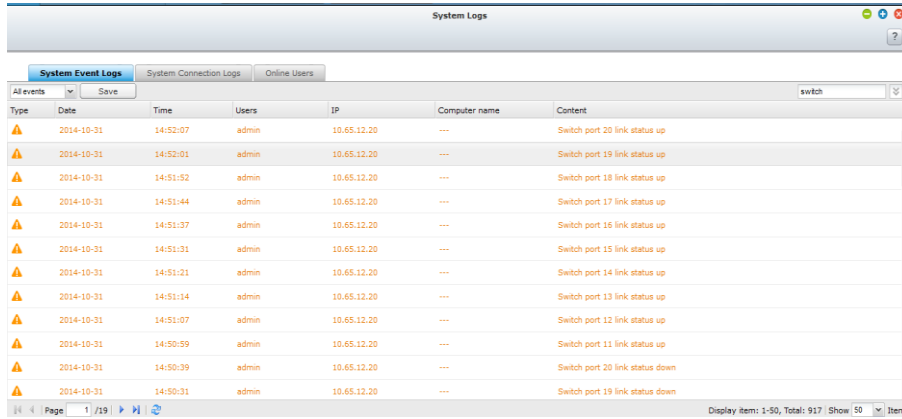 System Logs
?
System Event Logs System Connection Logs Online Users
All events Save switch
Type Date Time Users IP Computer name Content
2014-10-31 14:52:07 admin 10.65.12.20 --- Switch port 20 link status up
2014-10-31 14:52:01 admin 10.65.12.20 --- Switch port 19 link status up
2014-10-31 14:51:52 admin 10.65.12.20 --- Switch port 18 link status up
2014-10-31 14:51:44 admin 10.65.12.20 --- Switch port 17 link status up
2014-10-31 14:51:37 admin 10.65.12.20 --- Switch port 16 link status up
2014-10-31 14:51:31 admin 10.65.12.20 --- Switch port 15 link status up
2014-10-31 14:51:21 admin 10.65.12.20 --- Switch port 14 link status up
2014-10-31 14:51:14 admin 10.65.12.20 --- Switch port 13 link status up
2014-10-31 14:51:07 admin 10.65.12.20 --- Switch port 12 link status up
2014-10-31 14:50:59 admin 10.65.12.20 --- Switch port 11 link status up
2014-10-31 14:50:39 admin 10.65.12.20 --- Switch port 20 link status down
2014-10-31 14:50:31 admin 10.65.12.20 --- Switch port 19 link status down
Page 1 /19 Display item: 1-50, Total: 917 Show 50 Item